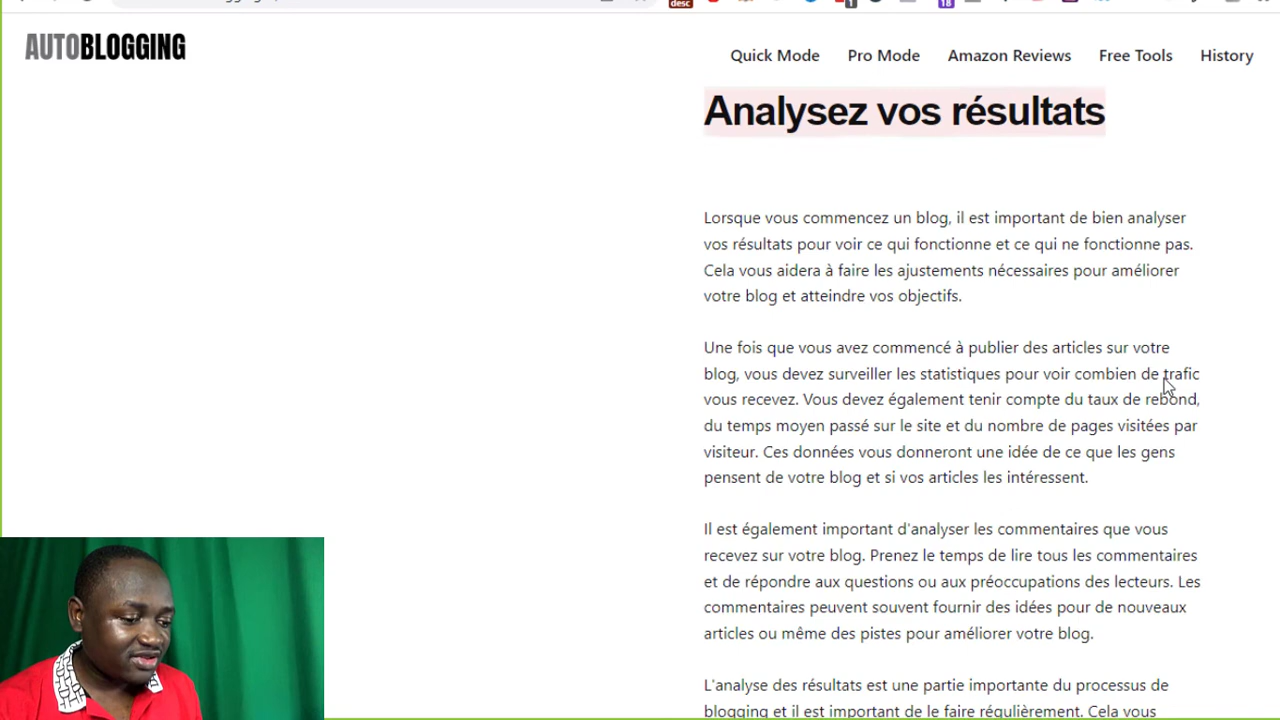 desc
1
18
AUTOBLOGGING
Quick Mode Pro Mode Amazon Reviews Free Tools History
Analysez vos résultats
Lorsque vous commencez un blog, il est important de bien analyser
vos résultats pour voir ce qui fonctionne et ce qui ne fonctionne pas.
Cela vous aidera à faire les ajustements nécessaires pour améliorer
votre blog et atteindre vos objectifs.
Une fois que vous avez commencé à publier des articles sur votre
blog, vous devez surveiller les statistiques pour voir combien de trafic
vous recevez. Vous devez également tenir compte du taux de rebond,
du temps moyen passé sur le site et du nombre de pages visitées par
visiteur. Ces données vous donneront une idée de ce que les gens
pensent de votre blog et si vos articles les intéressent.
Il est également important d'analyser les commentaires que vous
recevez sur votre blog. Prenez le temps de lire tous les commentaires
et de répondre aux questions ou aux préoccupations des lecteurs. Les
commentaires peuvent souvent fournir des idées pour de nouveaux
articles ou même des pistes pour améliorer votre blog.
L'analyse des résultats est une partie importante du processus de
blogging et il est important de le faire régulièrement. Cela vous